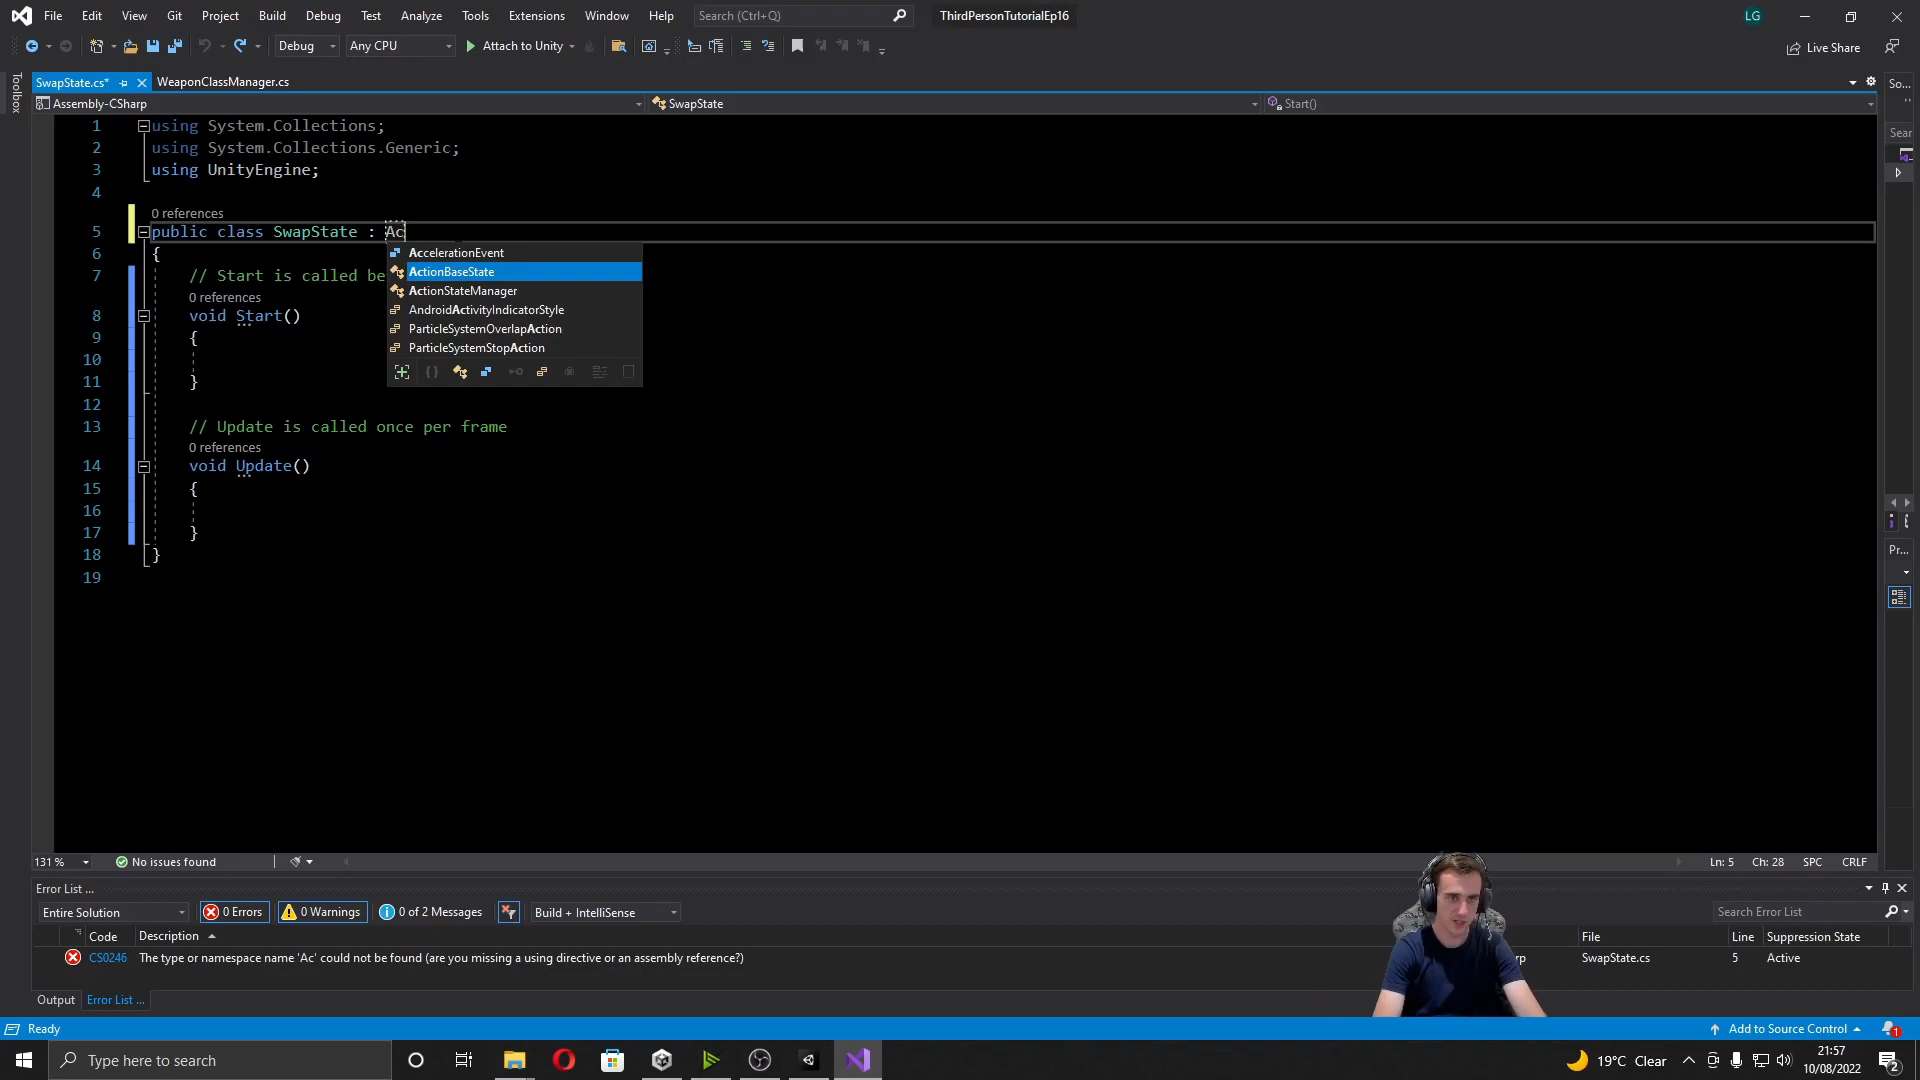 File Edit View Git Project Build Debug Test Analyze Tools Extensions Window Help Search (Ctrl+Q) ThirdPersonTutorialEp16 LG
Debug Any CPU Attach to Unity Live Share
Toolbox
SwapState.cs* WeaponClassManager.cs So...
Assembly-CSharp SwapState Start()
Sear
1 using System.Collections;
2 using System.Collections.Generic;
3 using UnityEngine;
4
0 references
5 public class SwapState : Ac
6 {
AccelerationEvent
ActionBaseState
ActionStateManager
AndroidActivityIndicatorStyle
ParticleSystemOverlapAction
ParticleSystemStopAction
7 // Start is called be
0 references
8 void Start()
9 {
10
11 }
12
13 // Update is called once per frame
0 references
14 void Update()
15 {
16
17 }
18 }
19
Pr...
131 % No issues found Ln: 5 Ch: 28 SPC CRLF
Error List ...
Entire Solution 0 Errors 0 Warnings 0 of 2 Messages Build + IntelliSense Search Error List
Code Description File Line Suppression State
CS0246 The type or namespace name 'Ac' could not be found (are you missing a using directive or an assembly reference?) rp SwapState.cs 5 Active
Output Error List ...
Ready Add to Source Control 1
Type here to search 19°C Clear 21:57
10/08/2022 2